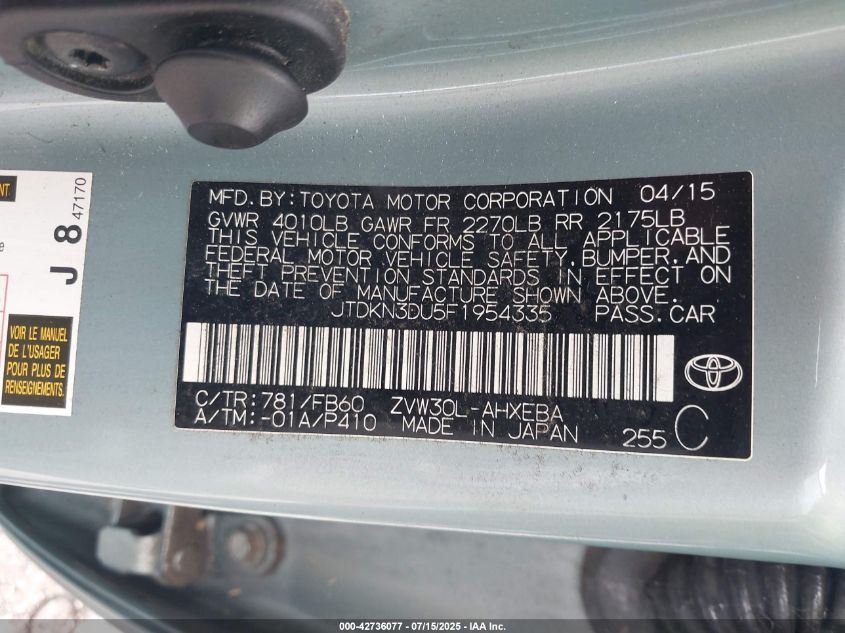 MFD.BY:TOYOTA MOTOR CORPORATION 04/15
GVWR 4010LB GAWR FR 2270LB RR 2175LB
THIS VEHICLE CONFORMS TO ALL APPLICABLE
FEDERAL MOTOR VEHICLE SAFETY,BUMPER,AND
THEFT PREVENTION STANDARDS IN EFFECT ON
THE DATE OF MANUFACTURE SHOWN ABOVE.
JTDKN3DU5F1954335 PASS.CAR
C/TR:781/FB60 ZVW30L-AHXEBA
A/TM:-01A/P410 MADE IN JAPAN 255 C
J 8 47170
VOIR LE MANUEL
DE L'USAGER
POUR PLUS DE
RENSEIGNEMENTS.
000-42736077 - 07/15/2025 - IAA Inc.